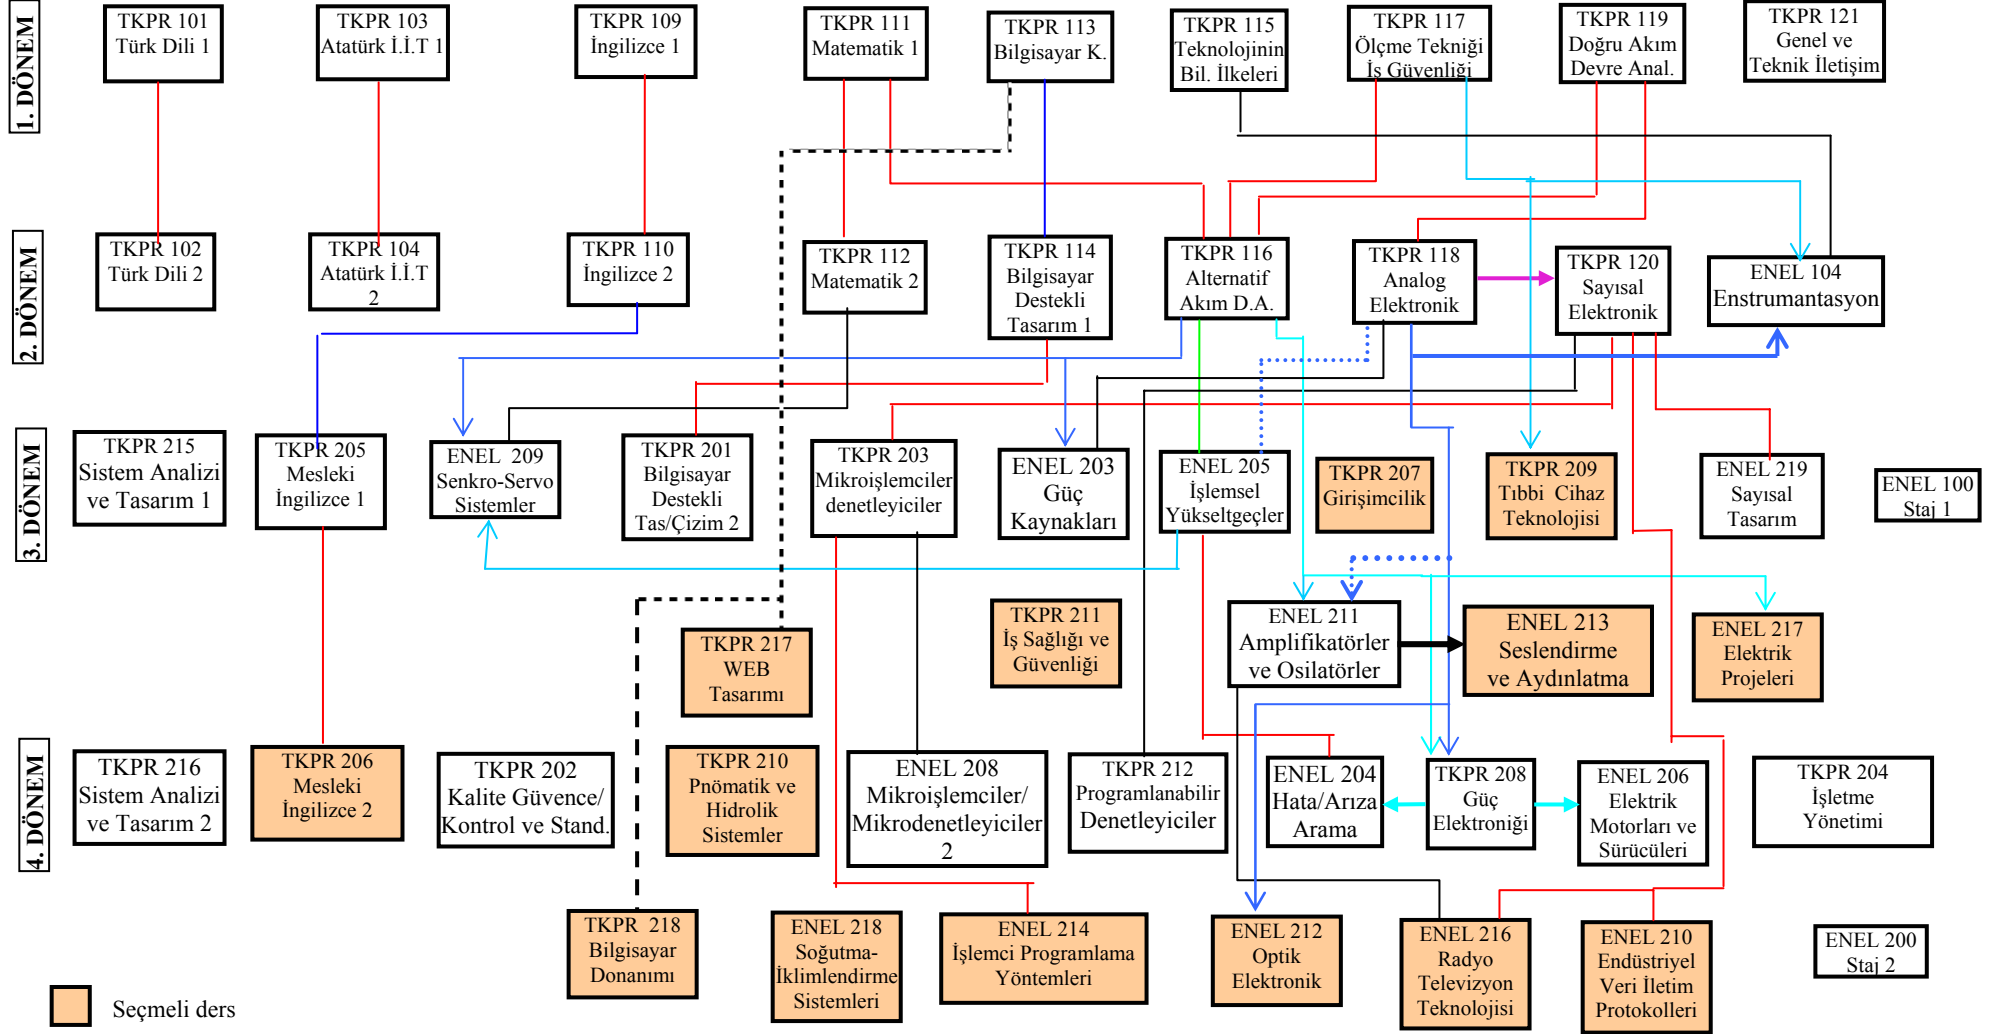 1. DÖNEM
TKPR 101
Türk Dili 1
TKPR 103
Atatürk İ.İ.T 1
TKPR 109
İngilizce 1
TKPR 111
Matematik 1
TKPR 113
Bilgisayar K.
TKPR 115
Teknolojinin
Bil. İlkeleri
TKPR 117
Ölçme Tekniği
İş Güvenliği
TKPR 119
Doğru Akım
Devre Anal.
TKPR 121
Genel ve
Teknik İletişim
2. DÖNEM
TKPR 102
Türk Dili 2
TKPR 104
Atatürk İ.İ.T
2
TKPR 110
İngilizce 2
TKPR 112
Matematik 2
TKPR 114
Bilgisayar
Destekli
Tasarım 1
TKPR 116
Alternatif
Akım D.A.
TKPR 118
Analog
Elektronik
TKPR 120
Sayısal
Elektronik
ENEL 104
Enstrumantasyon
3. DÖNEM
TKPR 215
Sistem Analizi
ve Tasarım 1
TKPR 205
Mesleki
İngilizce 1
ENEL 209
Senkro-Servo
Sistemler
TKPR 201
Bilgisayar
Destekli
Tas/Çizim 2
TKPR 203
Mikroişlemciler
denetleyiciler
ENEL 203
Güç
Kaynakları
ENEL 205
İşlemsel
Yükseltgeçler
TKPR 207
Girişimcilik
TKPR 209
Tıbbi Cihaz
Teknolojisi
ENEL 219
Sayısal
Tasarım
ENEL 100
Staj 1
TKPR 217
WEB
Tasarımı
TKPR 211
İş Sağlığı ve
Güvenliği
ENEL 211
Amplifikatörler
ve Osilatörler
ENEL 213
Seslendirme
ve Aydınlatma
ENEL 217
Elektrik
Projeleri
4. DÖNEM
TKPR 216
Sistem Analizi
ve Tasarım 2
TKPR 206
Mesleki
İngilizce 2
TKPR 202
Kalite Güvence/
Kontrol ve Stand.
TKPR 210
Pnömatik ve
Hidrolik
Sistemler
ENEL 208
Mikroişlemciler/
Mikrodenetleyiciler
2
TKPR 212
Programlanabilir
Denetleyiciler
ENEL 204
Hata/Arıza
Arama
TKPR 208
Güç
Elektroniği
ENEL 206
Elektrik
Motorları ve
Sürücüleri
TKPR 204
İşletme
Yönetimi
TKPR 218
Bilgisayar
Donanımı
ENEL 218
Soğutma-
İklimlendirme
Sistemleri
ENEL 214
İşlemci Programlama
Yöntemleri
ENEL 212
Optik
Elektronik
ENEL 216
Radyo
Televizyon
Teknolojisi
ENEL 210
Endüstriyel
Veri İletim
Protokolleri
ENEL 200
Staj 2
Seçmeli ders